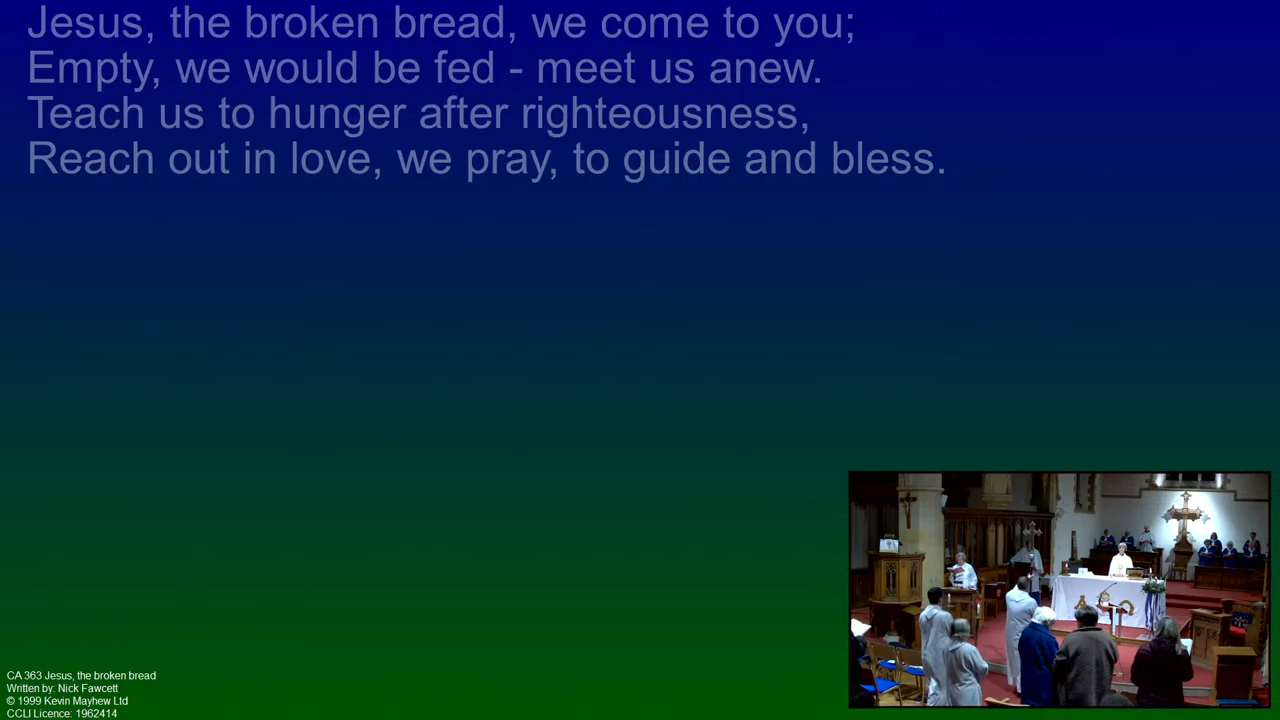 Jesus, the broken bread, we come to you;
Empty, we would be fed - meet us anew.
Teach us to hunger after righteousness,
Reach out in love, we pray, to guide and bless.
CA 363 Jesus, the broken bread
Written by: Nick Fawcett
© 1999 Kevin Mayhew Ltd
CCLI Licence: 1962414